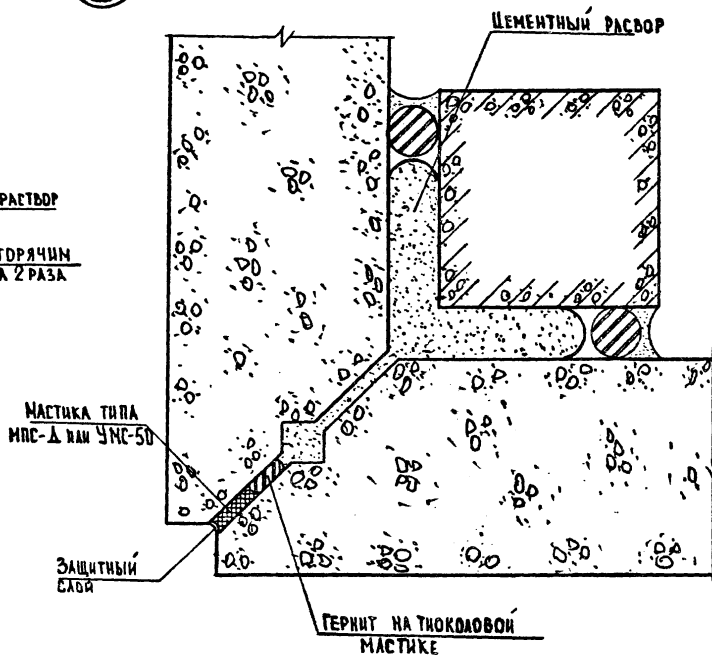 ЦЕМЕНТНЫЙ РАСВОР
РАСТВОР
ГОРЯЧИМ
А 2 РАЗА
МАСТИКА ТИПА
МПС-Д ИЛИ УМС-50
ЗАЩИТНЫЙ
СЛОЙ
ГЕРНИТ НА ТИОКОЛОВОЙ
МАСТИКЕ